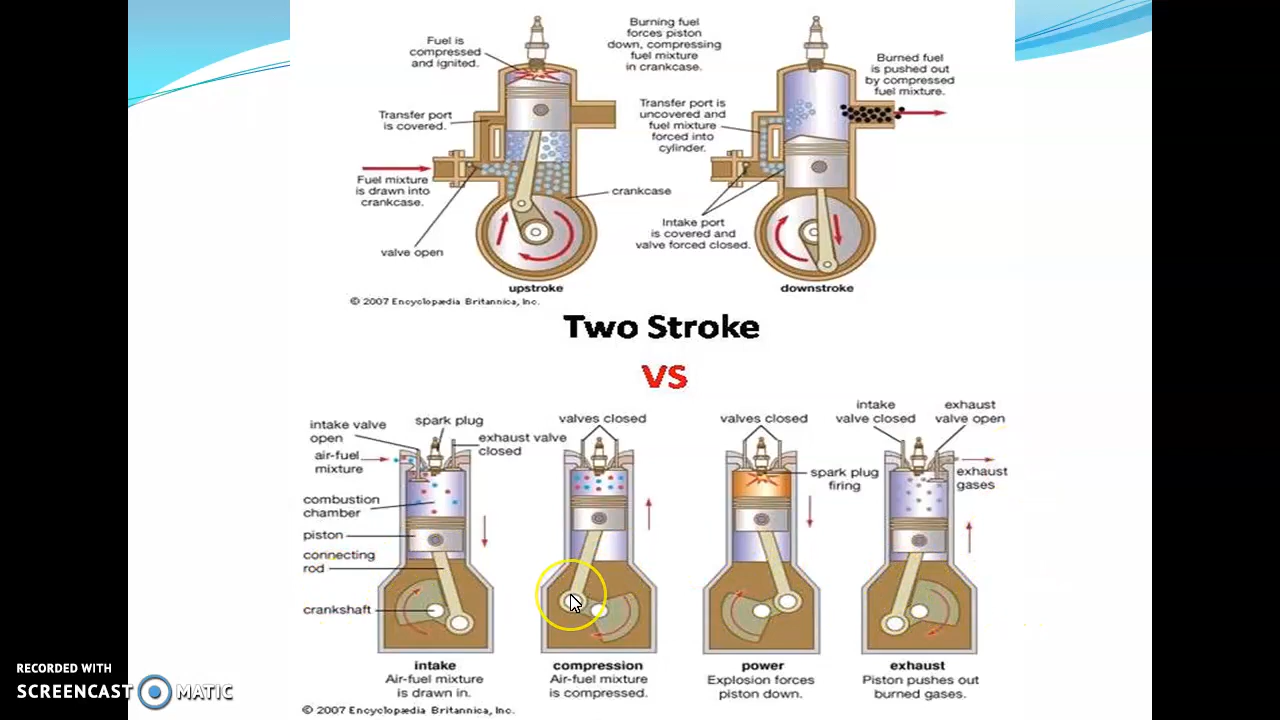 Fuel is
compressed
and ignited.
Burning fuel
forces piston
down, compressing
fuel mixture
in crankcase.
Burned fuel
is pushed out
by compressed
fuel mixture.
Transfer port
is covered.
Transfer port is
uncovered and
fuel mixture
forced into
cylinder.
Fuel mixture
is drawn into
crankcase.
crankcase
Intake port
is covered and
valve forced closed.
valve open
upstroke
downstroke
© 2007 Encyclopædia Britannica, Inc.
Two Stroke
VS
intake valve
open
spark plug
exhaust valve
closed
air-fuel
mixture
combustion
chamber
piston
connecting
rod
crankshaft
valves closed
valves closed
spark plug
firing
intake
valve closed
exhaust
valve open
exhaust
gases
intake
Air-fuel mixture
is drawn in.
compression
Air-fuel mixture
is compressed.
power
Explosion forces
piston down.
exhaust
Piston pushes out
burned gases.
© 2007 Encyclopædia Britannica, Inc.
RECORDED WITH
SCREENCAST MATIC